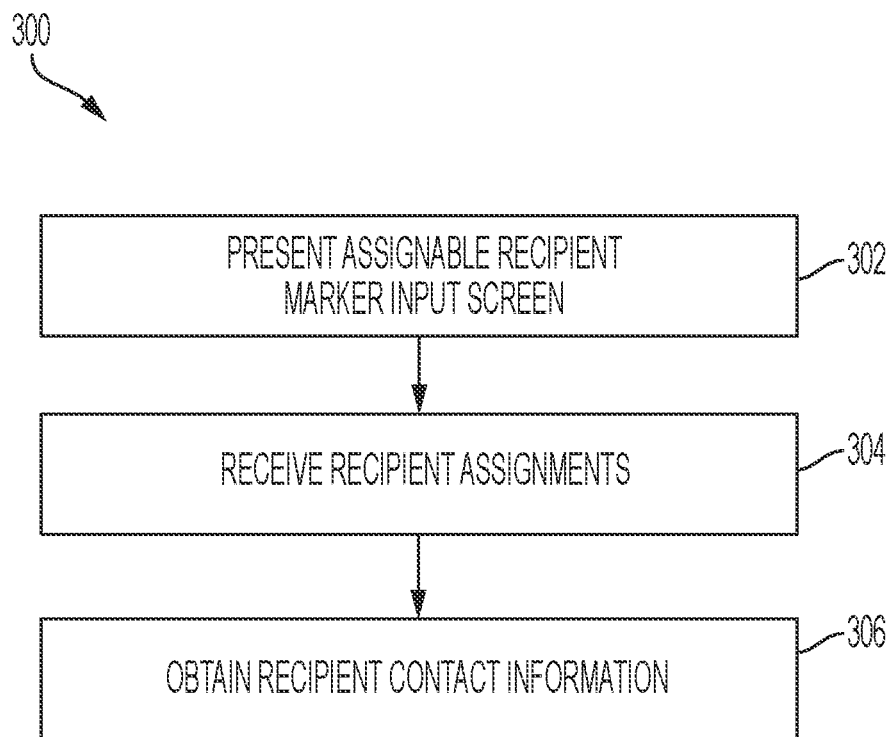 300
PRESENT ASSIGNABLE RECIPIENT
MARKER INPUT SCREEN
302
RECEIVE RECIPIENT ASSIGNMENTS
304
OBTAIN RECIPIENT CONTACT INFORMATION
306